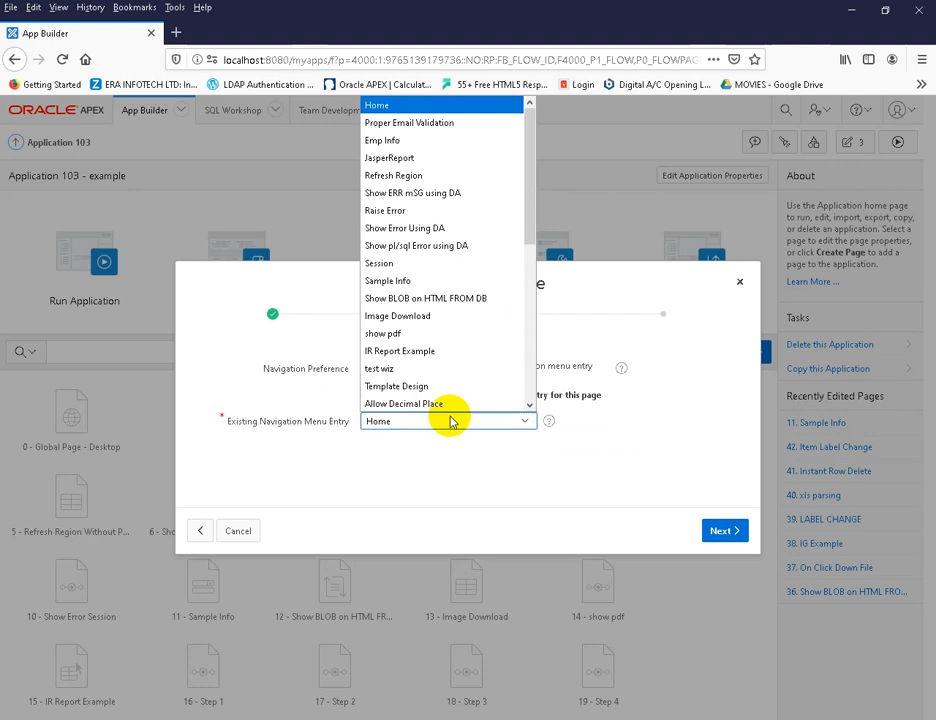 File Edit View History Bookmarks Tools Help
App Builder
localhost:8080/myapps/f?p=4000:1:9765139179736::NO:RP:FB_FLOW_ID,F4000_P1_FLOW,P0_FLOWPAG
Getting Started ERA INFOTECH LTD: In... LDAP Authentication ... Oracle APEX | Calculat... 55+ Free HTML5 Resp... Login Digital A/C Opening L... MOVIES - Google Drive
ORACLE APEX App Builder SQL Workshop Team Develop
Application 103 3
Application 103 - example Edit Application Properties
About
Use the Application home page
to run, edit, import, export, copy,
or delete an application. Select a
page to edit the page properties,
or click Create Page to add a
page to the application.
Learn More ...
Run Application
Home
Proper Email Validation
Emp Info
JasperReport
Refresh Region
Show ERR mSG using DA
Raise Error
Show Error Using DA
Show pl/sql Error using DA
Session
Sample Info
Show BLOB on HTML FROM DB
Image Download
show pdf
IR Report Example
test wiz
Template Design
Allow Decimal Place
Navigation Preference on menu entry
try for this page
* Existing Navigation Menu Entry Home
Cancel Next
Tasks
Delete this Application
Copy this Application
Recently Edited Pages
11. Sample Info
42. Item Label Change
41. Instant Row Delete
40. xls parsing
39. LABEL CHANGE
38. IG Example
37. On Click Down File
36. Show BLOB on HTML FRO...
0 - Global Page - Desktop
5 - Refresh Region Without P... 6 - Sho
10 - Show Error Session 11 - Sample Info 12 - Show BLOB on HTML FR... 13 - Image Download 14 - show pdf
15 - IR Report Example 16 - Step 1 17 - Step 2 18 - Step 3 19 - Step 4